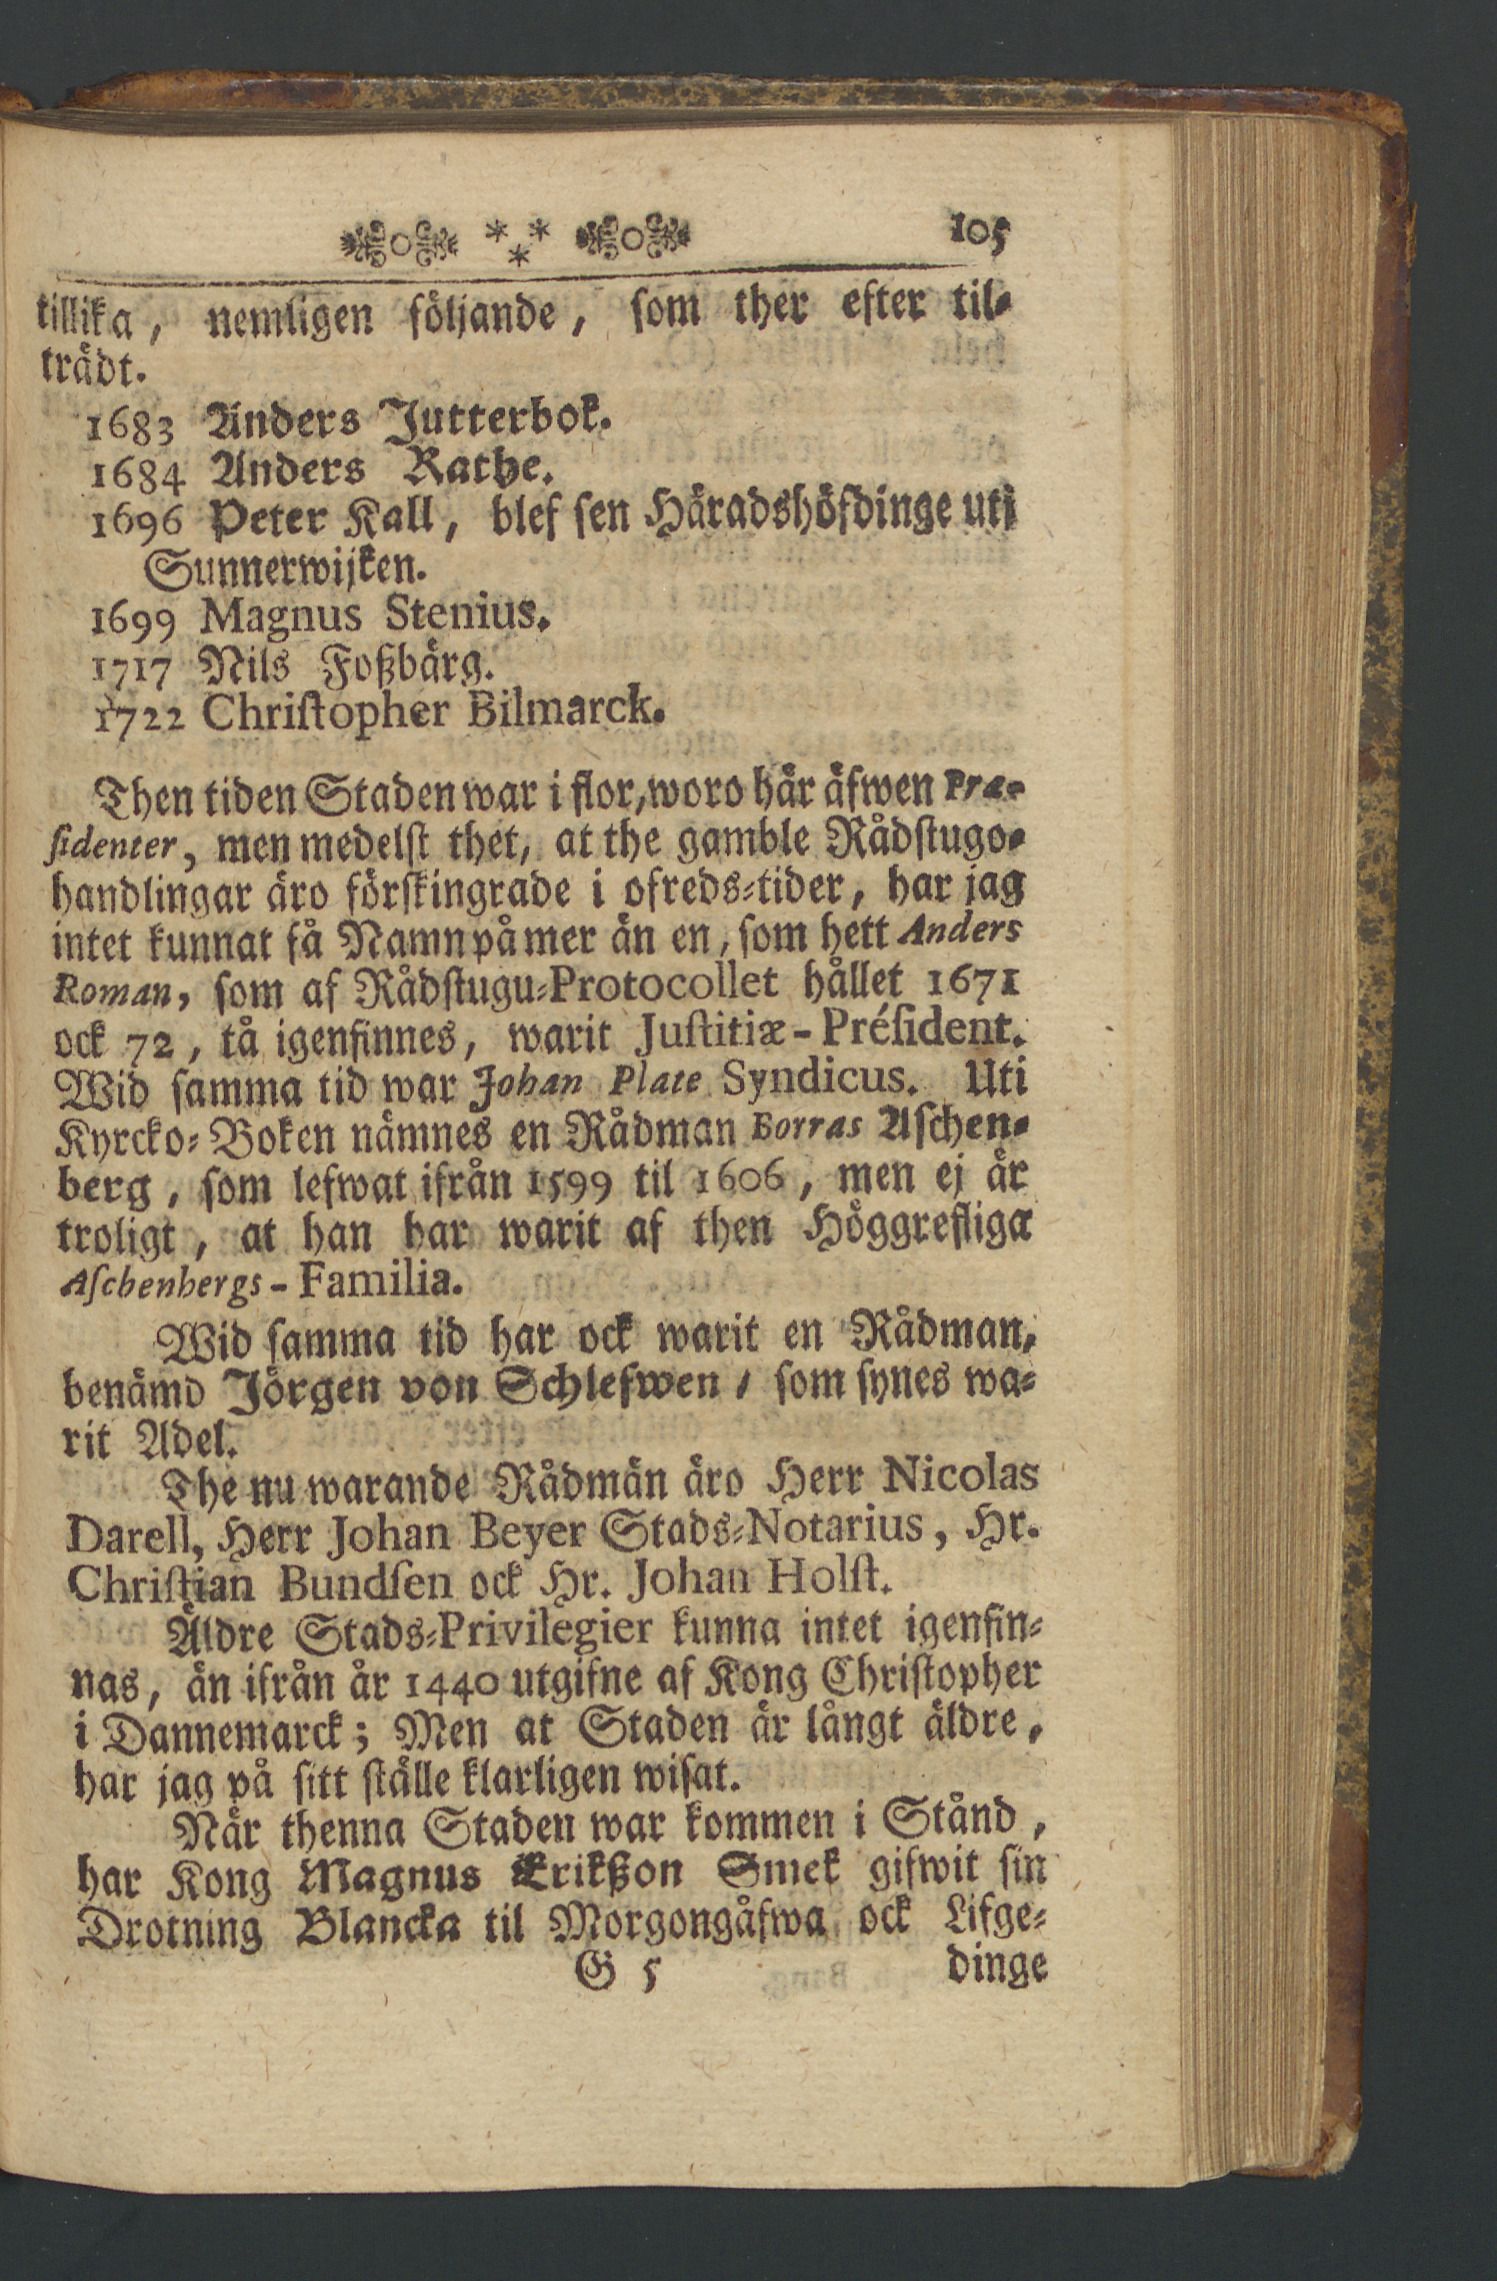 * * * 105
tillika, nemligen följande, som ther efter til-
trädt.
1683 Anders Jutterbok.
1684 Anders Rathe.
1696 Peter Kall, blef sen Häradshöfdinge uti
Sunnerwijken.
1699 Magnus Stenius.
1717 Nils Foßbärg.
1722 Christopher Bilmarck.
Then tiden Staden war i flor, woro här äfwen Præ-
sidenter, men medelst thet, at the gamble Rådstugo-
handlingar äro förskingrade i ofreds-tider, har jag
intet kunnat få Namn på mer än en, som hett Anders
Roman, som af Rådstugu-Protocollet hållet 1671
ock 72, tå igenfinnes, warit Justitiæ-Président.
Wid samma tid war Johan Plate Syndicus. Uti
Kyrcko-Boken nämnes en Rådman Borras Aschen-
berg, som lefwat ifrån 1599 til 1606, men ej är
troligt, at han har warit af then Höggrefliga
Aschenbergs-Familia.
Wid samma tid har ock warit en Rådman,
benämd Jörgen von Schlefwen, som synes wa-
rit Adel.
The nu warande Rådmän äro Herr Nicolas
Darell, Herr Johan Beyer Stads-Notarius, Hr.
Christian Bundsen ock Hr. Johan Holst.
Äldre Stads-Privilegier kunna intet igenfin-
nas, än ifrån år 1440 utgifne af Kong Christopher
i Dannemarck; Men at Staden är långt äldre,
har jag på sitt ställe klarligen wisat.
När thenna Staden war kommen i Stånd,
har Kong Magnus Erikßon Smek gifwit sin
Drotning Blancka til Morgongåfwa ock Lifge-
G 5 dinge